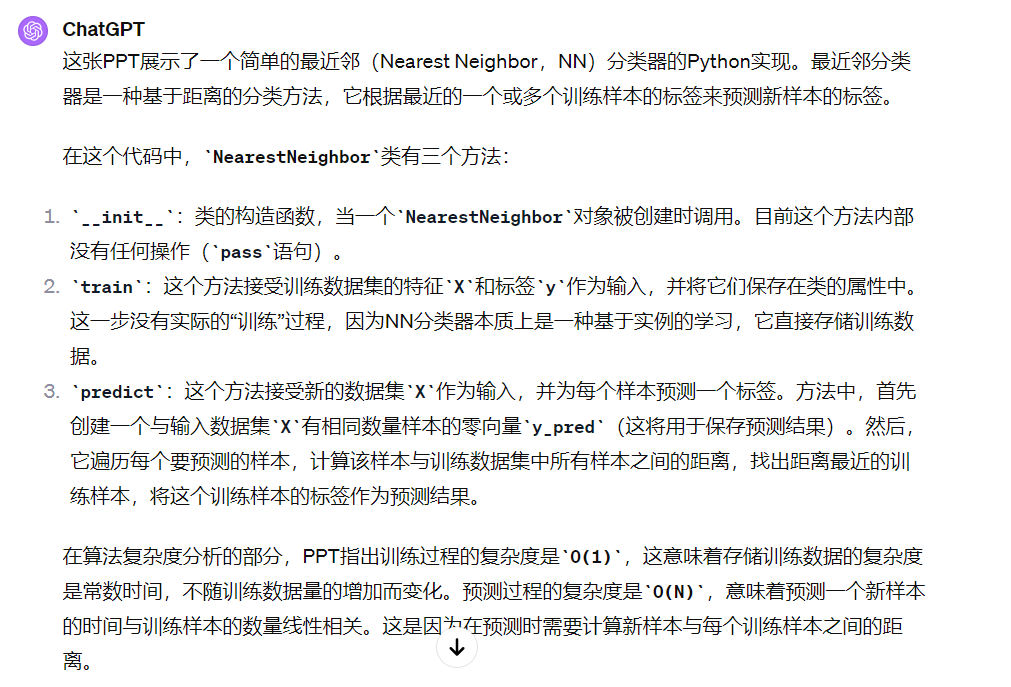 ChatGPT
这张PPT展示了一个简单的最近邻（Nearest Neighbor，NN）分类器的Python实现。最近邻分类
器是一种基于距离的分类方法，它根据最近的一个或多个训练样本的标签来预测新样本的标签。
在这个代码中，`NearestNeighbor`类有三个方法：
1. `__init__`：类的构造函数，当一个`NearestNeighbor`对象被创建时调用。目前这个方法内部
没有任何操作（`pass`语句）。
2. `train`：这个方法接受训练数据集的特征`X`和标签`y`作为输入，并将它们保存在类的属性中。
这一步没有实际的“训练”过程，因为NN分类器本质上是一种基于实例的学习，它直接存储训练数
据。
3. `predict`：这个方法接受新的数据集`X`作为输入，并为每个样本预测一个标签。方法中，首先
创建一个与输入数据集`X`有相同数量样本的零向量`y_pred`（这将用于保存预测结果）。然后，
它遍历每个要预测的样本，计算该样本与训练数据集中所有样本之间的距离，找出距离最近的训
练样本，将这个训练样本的标签作为预测结果。
在算法复杂度分析的部分，PPT指出训练过程的复杂度是`O(1)`，这意味着存储训练数据的复杂度
是常数时间，不随训练数据量的增加而变化。预测过程的复杂度是`O(N)`，意味着预测一个新样本
的时间与训练样本的数量线性相关。这是因为在预测时需要计算新样本与每个训练样本之间的距
离。